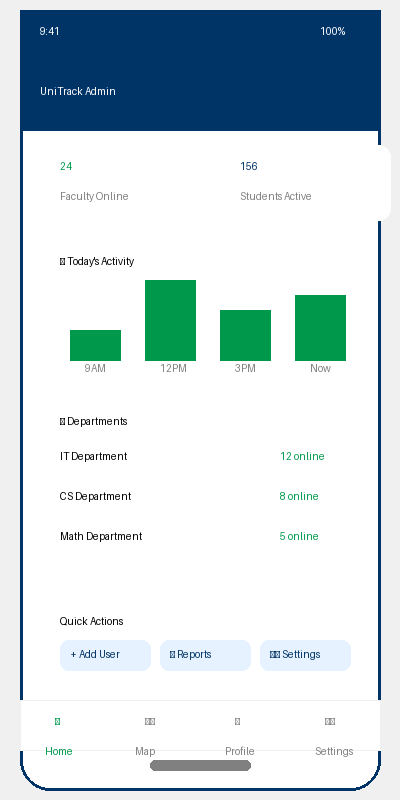 9:41 100%
UniTrack Admin
24 156
Faculty Online Students Active
Today's Activity
9AM 12PM 3PM Now
Departments
IT Department 12 online
CS Department 8 online
Math Department 5 online
Quick Actions
+ Add User Reports Settings
Home Map Profile Settings